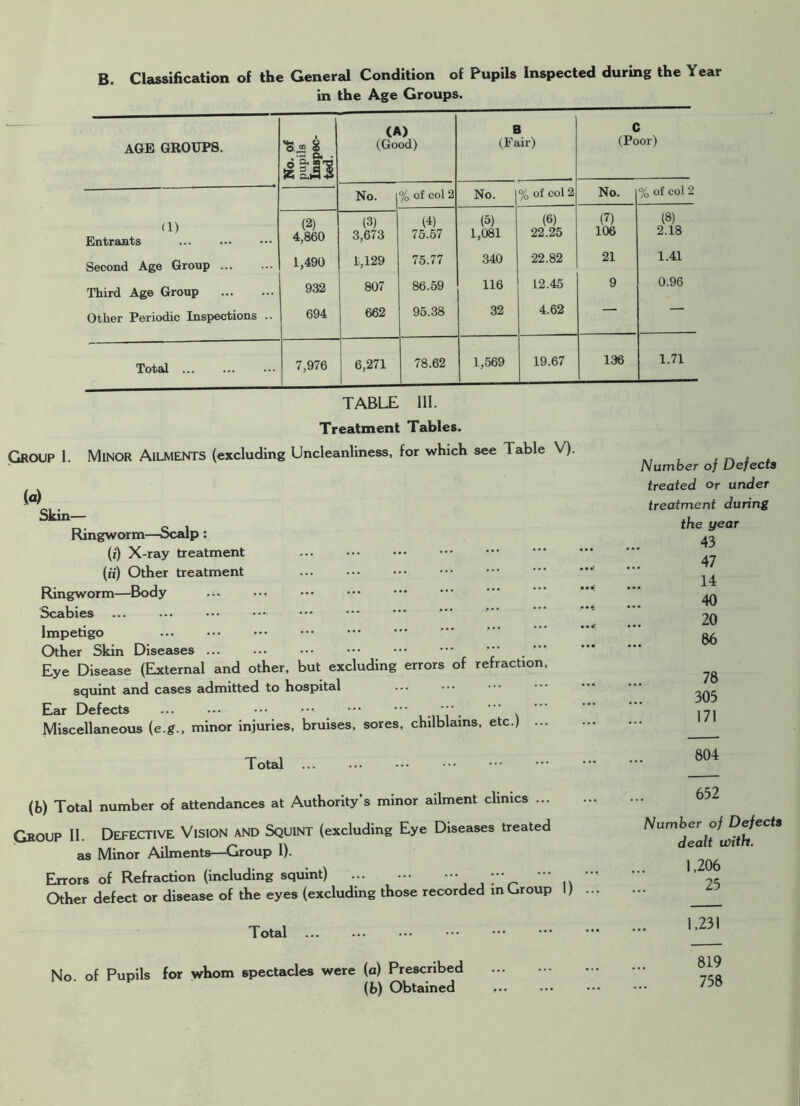 B. Classification of the General Condition of Pupils Inspected during the Year
in the Age Groups.
AGE GROUPS. | No. of pupils Inspec-ted. | (A) (Good) | B (Fair) | C (Poor)
No. | % of col 2 | No. | % of col 2 | No. | % of col 2
(1) | (2) | (3) | (4) | (5) | (6) | (7) | (8)
Entrants ... ... ... | 4,860 | 3,673 | 75.57 | 1,081 | 22.25 | 106 | 2.18
Second Age Group ... ... | 1,490 | 1,129 | 75.77 | 340 | 22.82 | 21 | 1.41
Third Age Group ... ... | 932 | 807 | 86.59 | 116 | 12.45 | 9 | 0.96
Other Periodic Inspections .. | 694 | 662 | 95.38 | 32 | 4.62 | — | —
Total ... ... ... | 7,976 | 6,271 | 78.62 | 1,569 | 19.67 | 136 | 1.71
TABLE III.
Treatment Tables.
GROUP I. MINOR AILMENTS (excluding Uncleanliness, for which see Table V).
Number of Defects
treated or under
treatment during
the year
(a)
Skin—
Ringworm—Scalp :
(i) X-ray treatment ... ... ... ... ... ... ... ... 43
(ii) Other treatment ... ... ... ... ... ... ... ... 47
Ringworm—Body ... ... ... ... ... ... ... ... ... ... 14
Scabies ... ... ... ... ... ... ... ... ... ... ... ... 40
Impetigo ... ... ... ... ... ... ... ... ... ... ... 20
Other Skin Diseases ... ... ... ... ... ... ... ... ... ... 86
Eye Disease (External and other, but excluding errors of refraction,
squint and cases admitted to hospital ... ... ... ... ... ... 78
Ear Defects ... ... ... ... ... ... ... ... ... ... ... 305
Miscellaneous (e.g., minor injuries, bruises, sores, chilblains, etc.) ... ... ... 171
Total ... ... ... ... ... ... ... ... 804
(b) Total number of attendances at Authority's minor ailment clinics ... ... ... 652
GROUP II. DEFECTIVE VISION AND SQUINT (excluding Eye Diseases treated
as Minor Ailments—Group I).
Number of Defects
dealt with.
Errors of Refraction (including squint) ... ... ... ... ... ... ... 1,206
Other defect or disease of the eyes (excluding those recorded in Group I) ... ... 25
Total ... ... ... ... ... ... ... ... 1,231
No. of Pupils for whom spectacles were (a) Prescribed ... ... ... ... 819
(b) Obtained ... ... ... ... 758